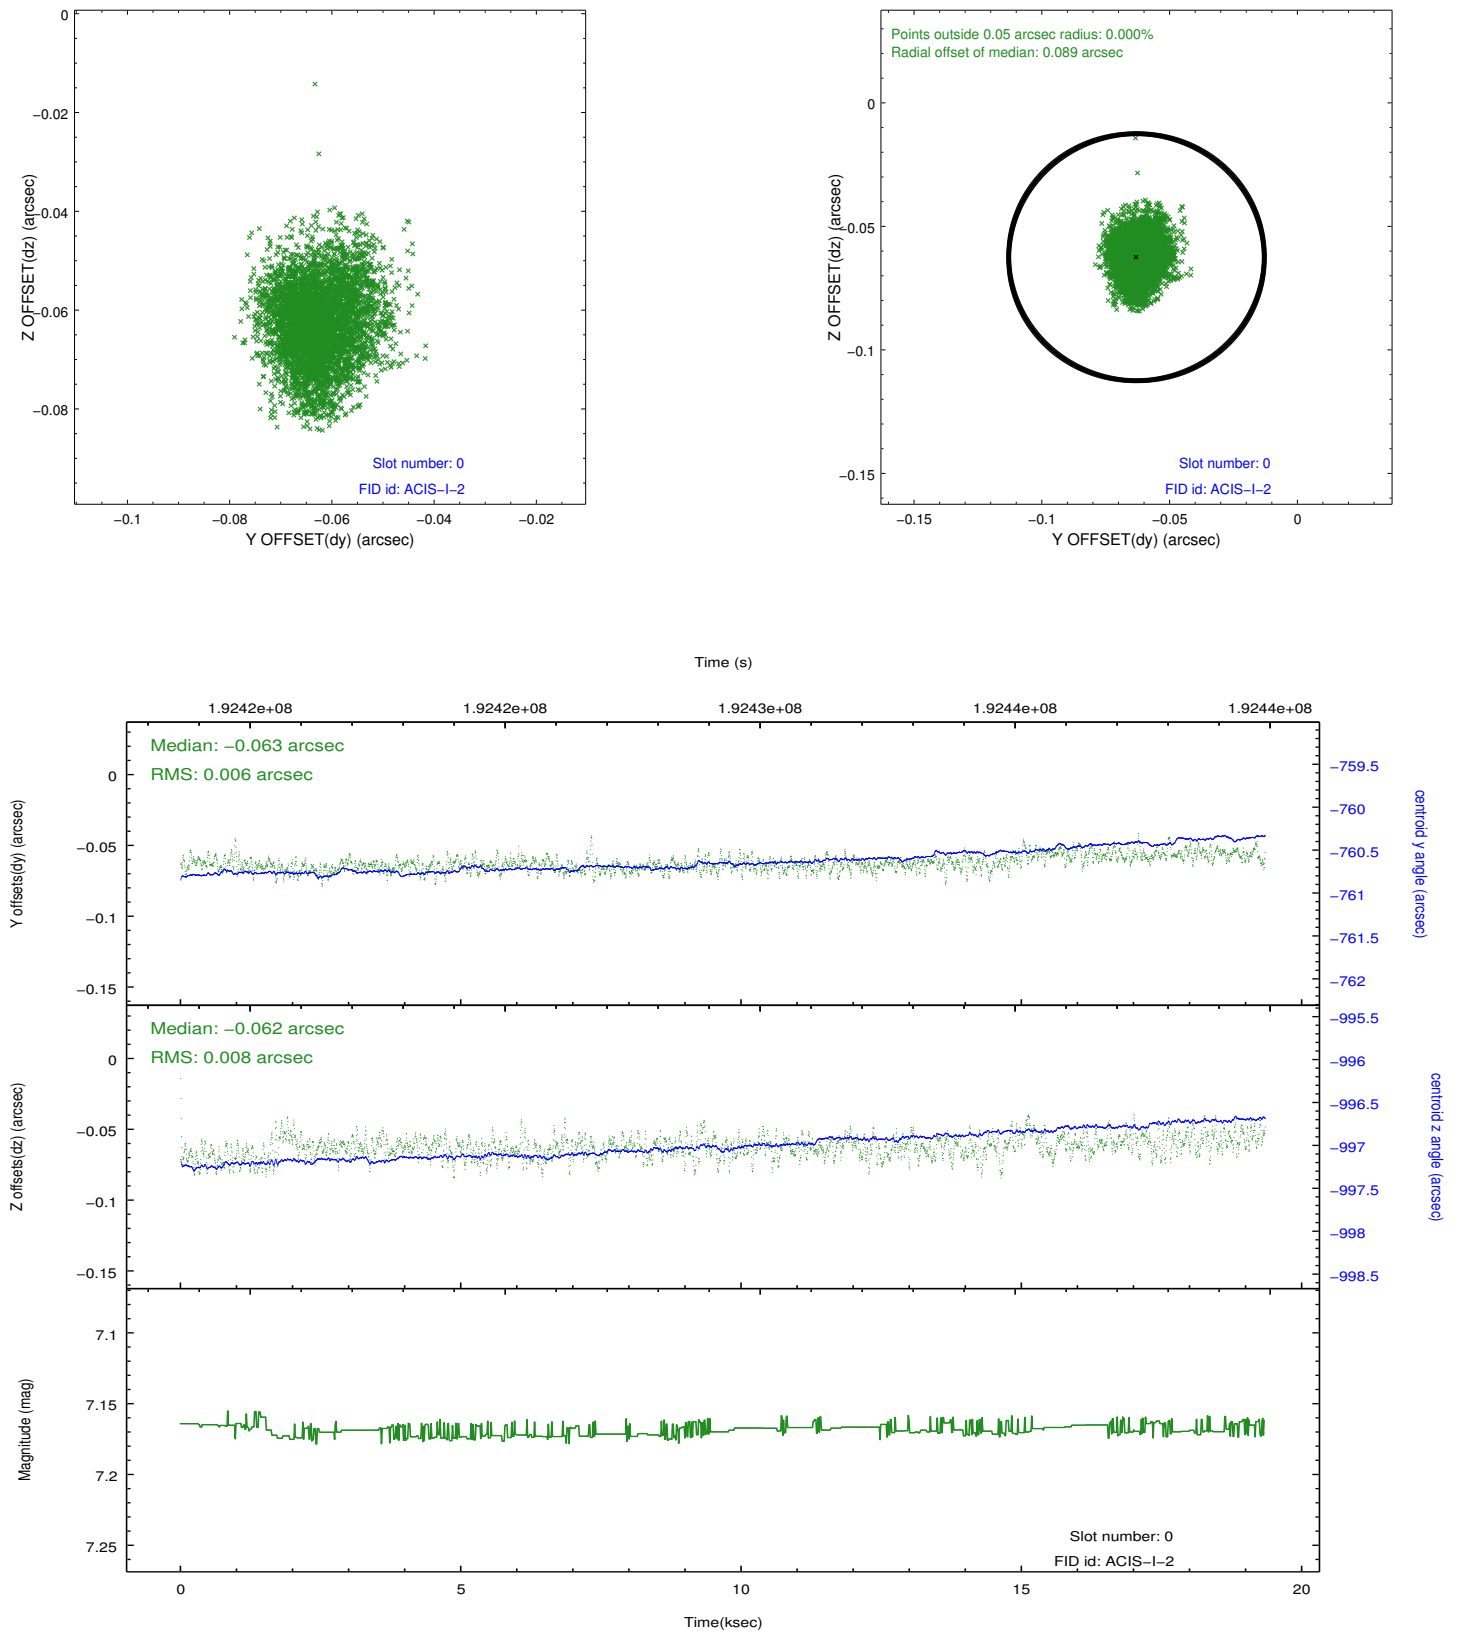 0
−0.02
−0.04
−0.06
−0.08
Z OFFSET(dz) (arcsec)
Slot number: 0
FID id: ACIS−I−2
−0.1
−0.08
−0.06
−0.04
−0.02
Y OFFSET(dy) (arcsec)
Points outside 0.05 arcsec radius: 0.000%
Radial offset of median: 0.089 arcsec
0
−0.05
−0.1
−0.15
Z OFFSET(dz) (arcsec)
Slot number: 0
FID id: ACIS−I−2
−0.15
−0.1
−0.05
0
Y OFFSET(dy) (arcsec)
Time (s)
1.9242e+08
1.9242e+08
1.9243e+08
1.9244e+08
1.9244e+08
Median: −0.063 arcsec
RMS: 0.006 arcsec
0
−0.05
−0.1
−0.15
Y offsets(dy) (arcsec)
−759.5
−760
−760.5
−761
−761.5
−762
centroid y angle (arcsec)
Median: −0.062 arcsec
RMS: 0.008 arcsec
0
−0.05
−0.1
−0.15
Z offsets(dz) (arcsec)
−995.5
−996
−996.5
−997
−997.5
−998
−998.5
centroid z angle (arcsec)
7.1
7.15
7.2
7.25
Magnitude (mag)
Slot number: 0
FID id: ACIS−I−2
0
5
10
15
20
Time(ksec)